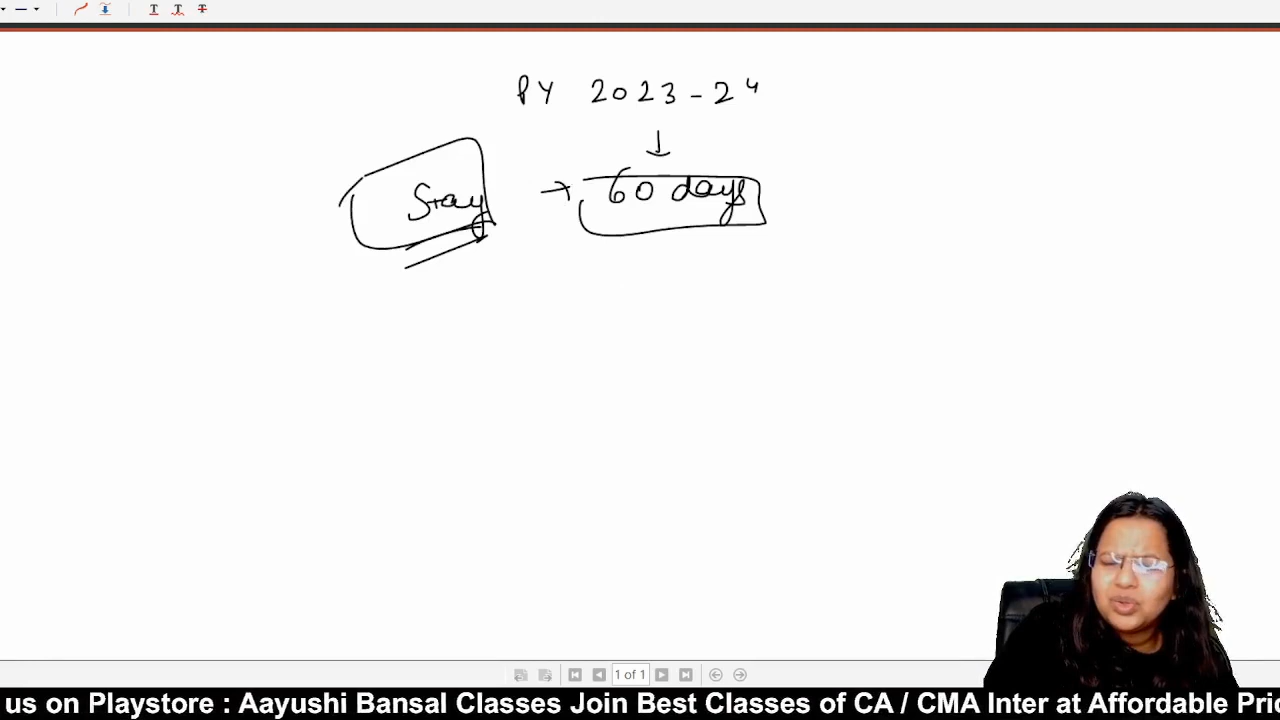 T T T
PY 2023-24
Stay → 60 days
1 of 1
us on Playstore : Aayushi Bansal Classes Join Best Classes of CA / CMA Inter at Affordable Pri